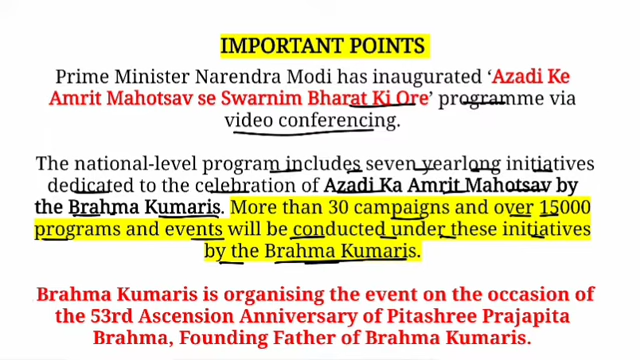 IMPORTANT POINTS
Prime Minister Narendra Modi has inaugurated ‘Azadi Ke
Amrit Mahotsav se Swarnim Bharat Ki Ore’ programme via
video conferencing.
The national-level program includes seven yearlong initiatives
dedicated to the celebration of Azadi Ka Amrit Mahotsav by
the Brahma Kumaris. More than 30 campaigns and over 15000
programs and events will be conducted under these initiatives
by the Brahma Kumaris.
Brahma Kumaris is organising the event on the occasion of
the 53rd Ascension Anniversary of Pitashree Prajapita
Brahma, Founding Father of Brahma Kumaris.